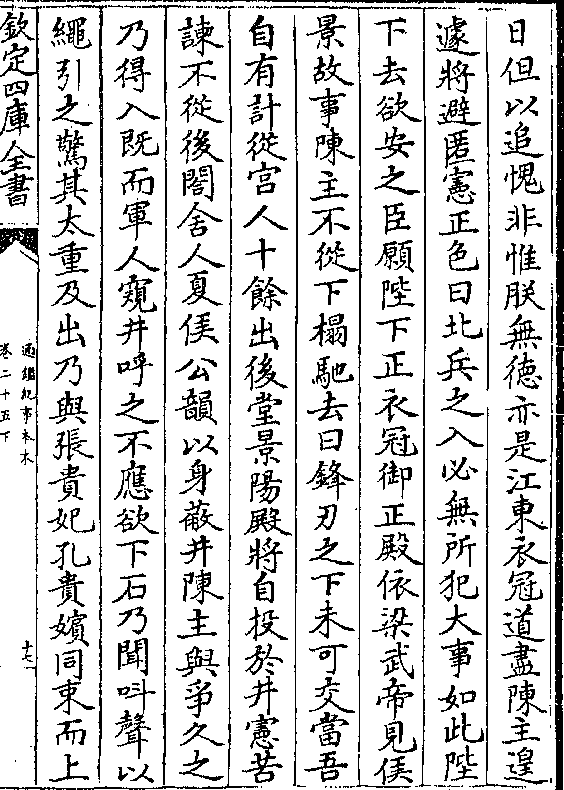 日但以追愧非惟朕無徳亦是江東衣冠道盡陳主遑
遽將避匿憲正色曰北兵之入必無所犯大事如此陛
下去欲安之臣願陛下正衣冠御正殿依梁武帝見侯
景故事陳主不從下榻馳去曰鋒刃之下未可交當吾
自有計從宮人十餘出後堂景陽殿將自投於井憲苦
諫不從後閤舍人夏侯公韻以身蔽井陳主與爭久之
乃得入既而軍人窺井呼之不應欲下石乃聞呌聲以
繩引之驚其太重及出乃與張貴妃孔貴嬪同束而上
欽定四庫全書
通鑑紀事本末
卷二十五下
十七